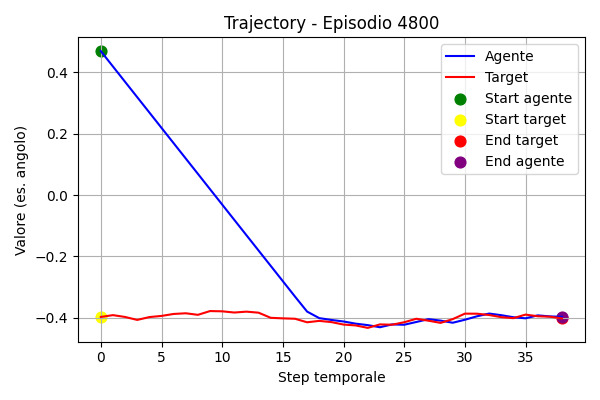 Trajectory - Episodio 4800
Valore (es. angolo)
0.4
0.2
0.0
−0.2
−0.4
0
5
10
15
20
25
30
35
Step temporale
Agente
Target
Start agente
Start target
End target
End agente